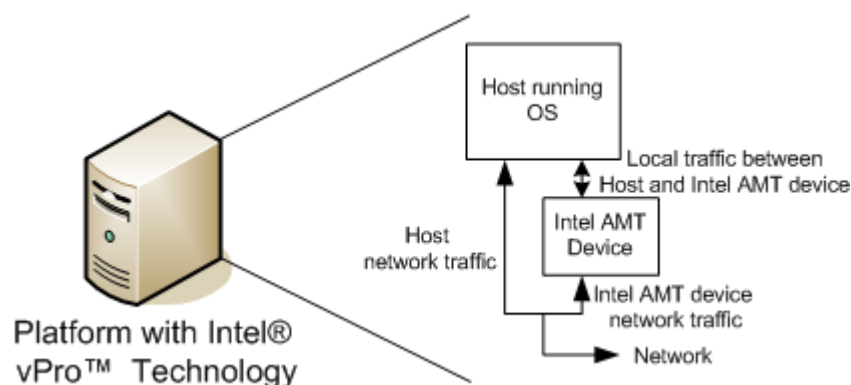 Host running
OS
Local traffic between
Host and Intel AMT device
Intel AMT
Device
Host
network traffic
Intel AMT device
network traffic
Network
Platform with Intel®
vPro™ Technology